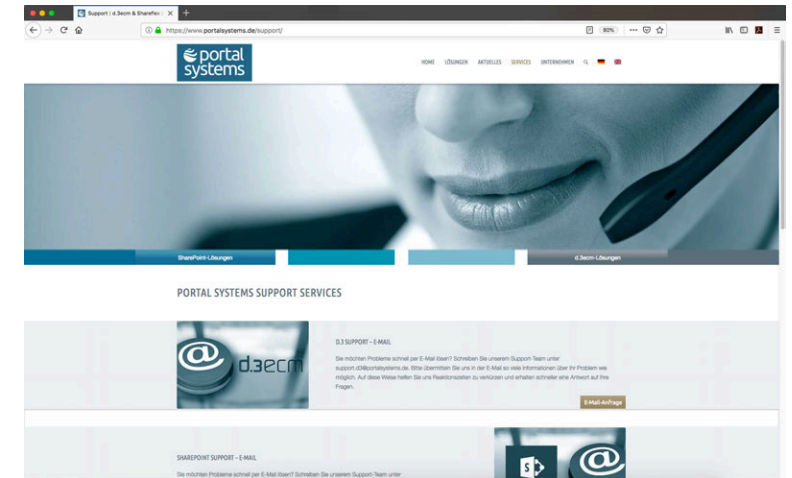 Support | d.3ecm & Shareflex
https://www.portalsystems.de/support/
80%
portal
systems
HOME LÖSUNGEN AKTUELLES SERVICES UNTERNEHMEN
SharePoint-Lösungen
d.3ecm-Lösungen
PORTAL SYSTEMS SUPPORT SERVICES
@
d.3ecm
D.3 SUPPORT – E-MAIL
Sie möchten Probleme schnell per E-Mail lösen? Schreiben Sie unserem Support-Team unter
support.d3@portalsystems.de. Bitte übermitteln Sie uns in der E-Mail so viele Informationen über Ihr Problem wie
möglich. Auf diese Weise helfen Sie uns Reaktionszeiten zu verkürzen und erhalten schneller eine Antwort auf Ihre
Fragen.
E-Mail-Anfrage
SHAREPOINT SUPPORT – E-MAIL
Sie möchten Probleme schnell per E-Mail lösen? Schreiben Sie unserem Support-Team unter
S
@